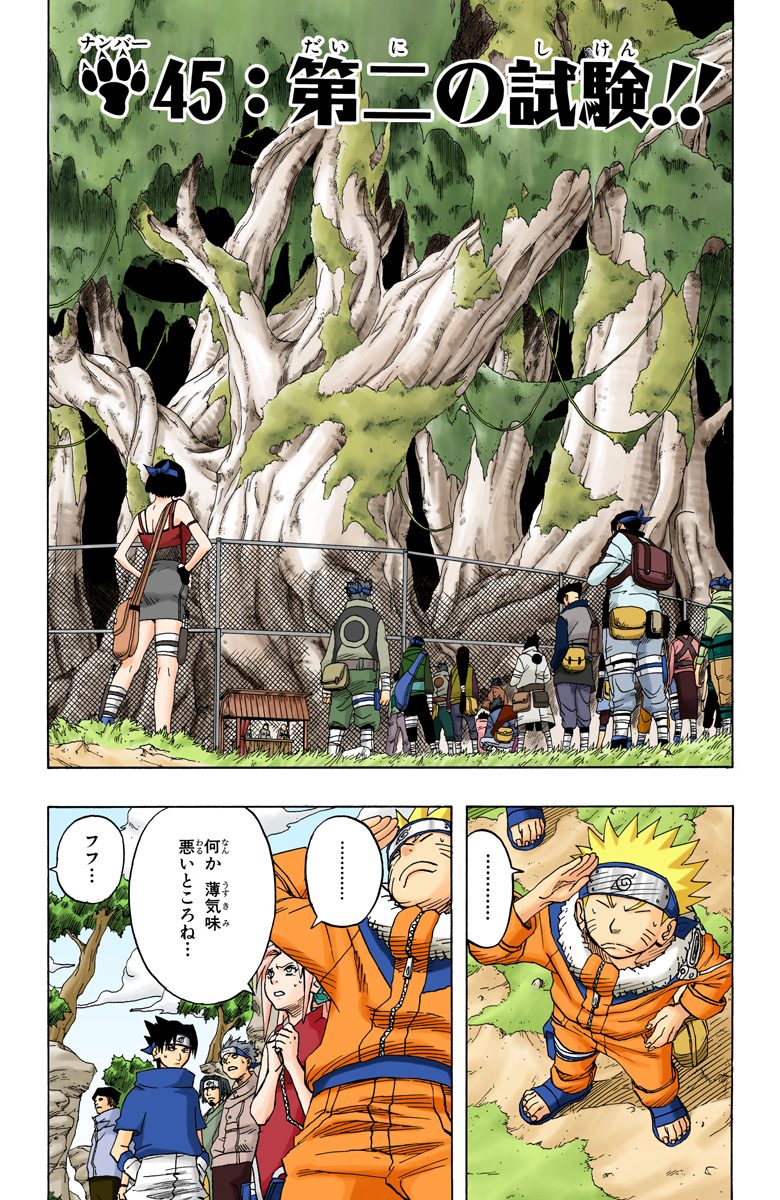 ナンバー
45：第二の試験!!
だいにしけん
………
………
何か 薄気味
なん うすきみ
悪いところね…
わる
フフ…